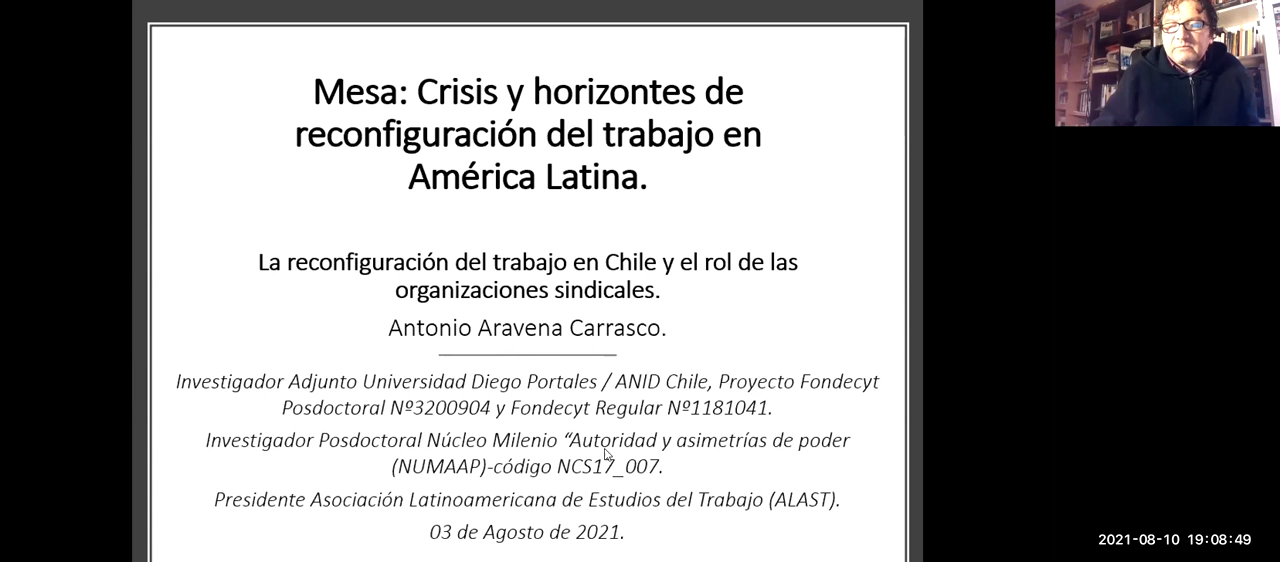 Mesa: Crisis y horizontes de
reconfiguración del trabajo en
América Latina.
La reconfiguración del trabajo en Chile y el rol de las
organizaciones sindicales.
Antonio Aravena Carrasco.
Investigador Adjunto Universidad Diego Portales / ANID Chile, Proyecto Fondecyt
Posdoctoral Nº3200904 y Fondecyt Regular Nº1181041.
Investigador Posdoctoral Núcleo Milenio “Autoridad y asimetrías de poder
(NUMAAP)-código NCS17_007.
Presidente Asociación Latinoamericana de Estudios del Trabajo (ALAST).
03 de Agosto de 2021.
2021-08-10 19:08:49